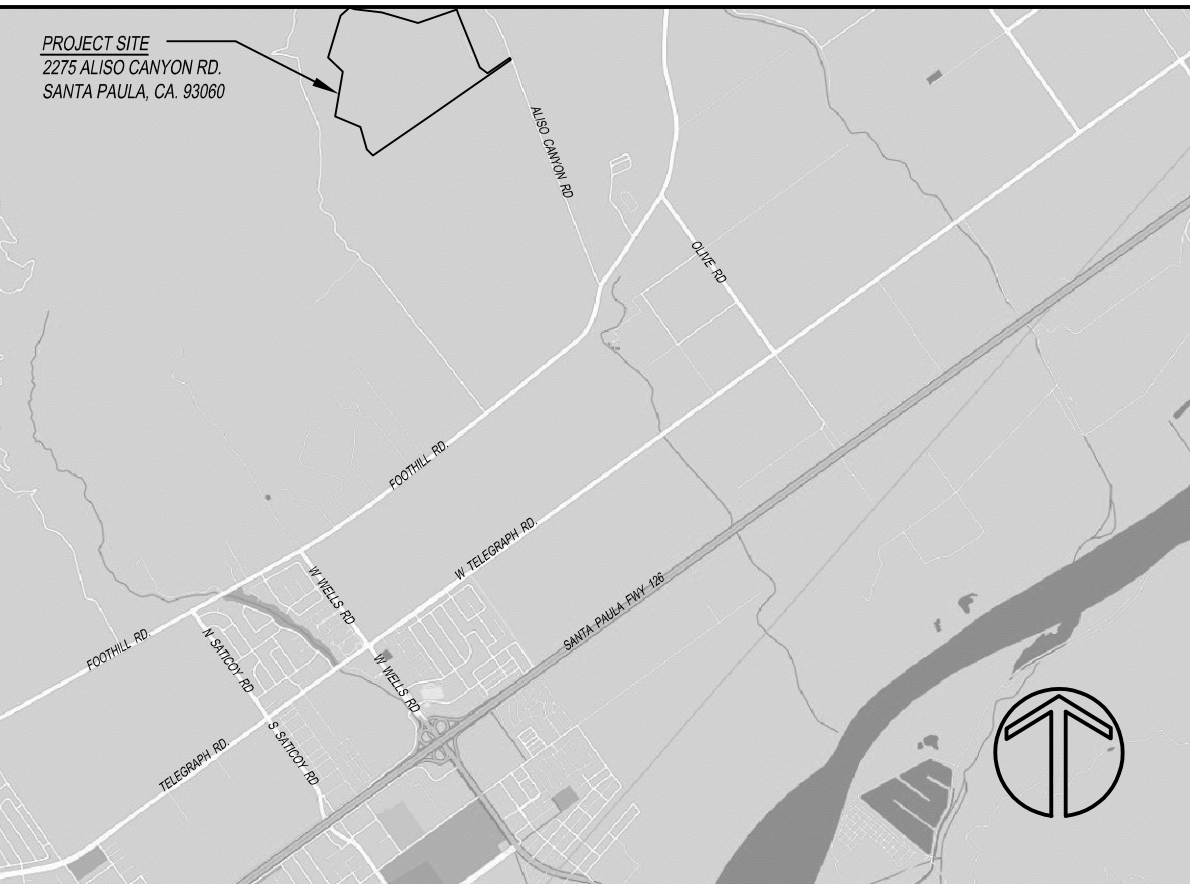 PROJECT SITE
2275 ALISO CANYON RD.
SANTA PAULA, CA. 93060
ALISO CANYON RD
OLIVE RD
FOOTHILL RD.
W TELEGRAPH RD.
W WELLS RD
SANTA PAULA FWY 126
FOOTHILL RD.
N SATICOY RD
W WELLS RD
S SATICOY RD
TELEGRAPH RD.